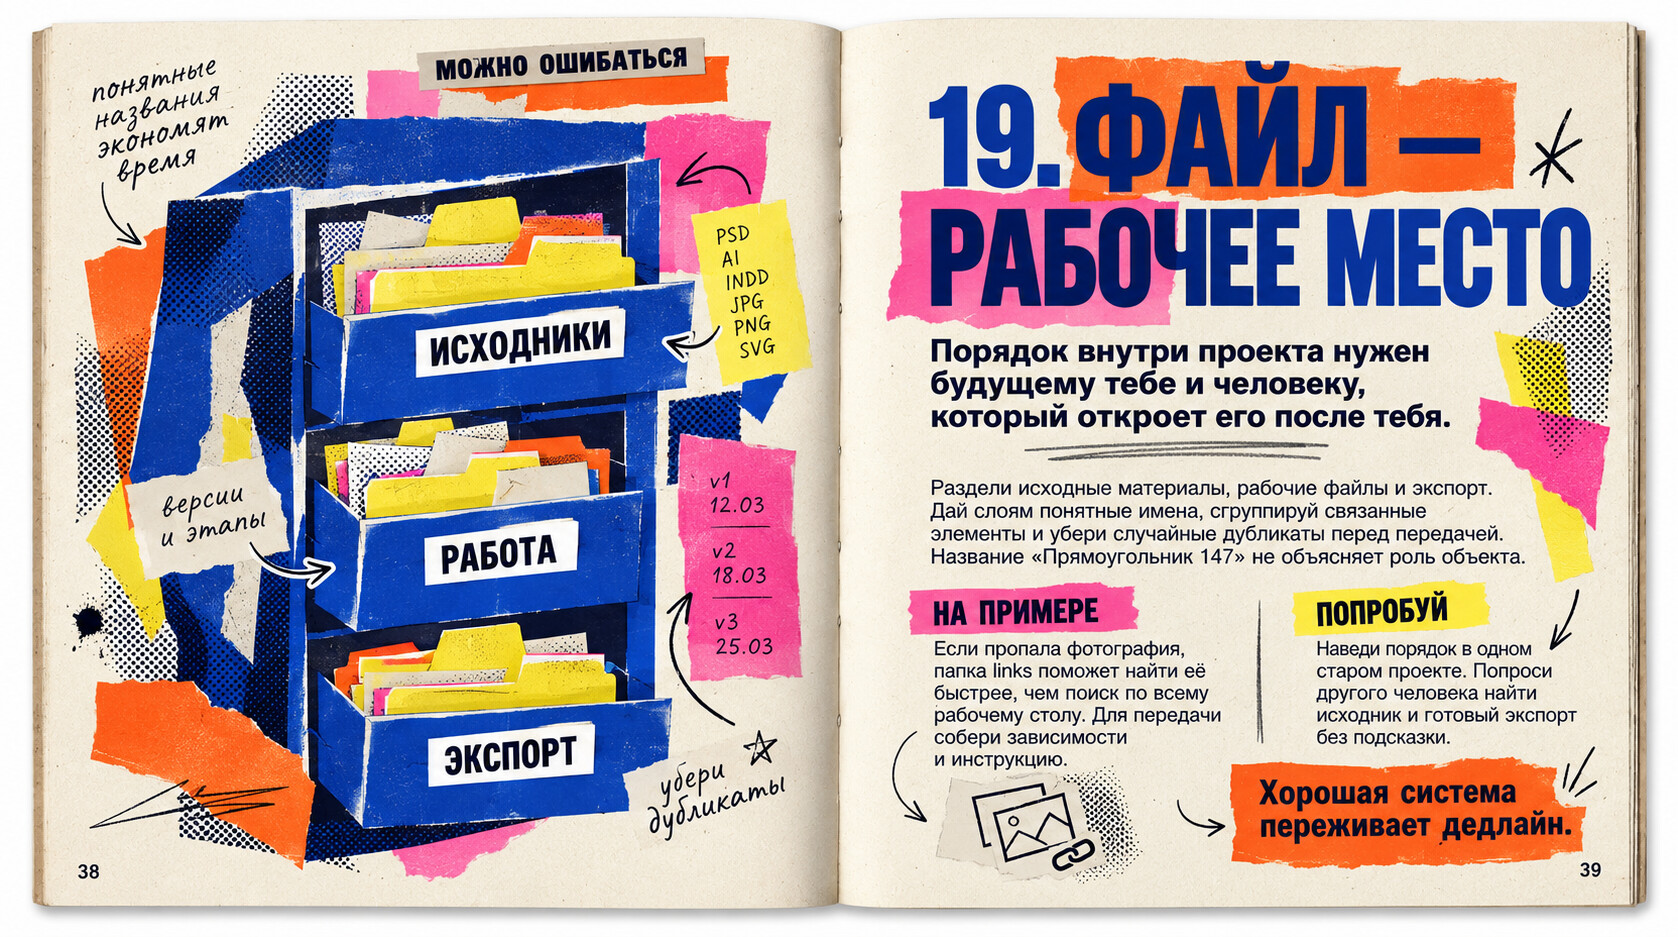 понятные
названия
экономят
время
МОЖНО ОШИБАТЬСЯ
PSD
AI
INDD
JPG
PNG
SVG
ИСХОДНИКИ
версии
и этапы
РАБОТА
v1
12.03
v2
18.03
v3
25.03
ЭКСПОРТ
убери
дубликаты
38
19. ФАЙЛ —
РАБОЧЕЕ МЕСТО
Порядок внутри проекта нужен
будущему тебе и человеку,
который откроет его после тебя.
Раздели исходные материалы, рабочие файлы и экспорт.
Дай слоям понятные имена, сгруппируй связанные
элементы и убери случайные дубликаты перед передачей.
Название «Прямоугольник 147» не объясняет роль объекта.
НА ПРИМЕРЕ
Если пропала фотография,
папка links поможет найти её
быстрее, чем поиск по всему
рабочему столу. Для передачи
собери зависимости
и инструкцию.
ПОПРОБУЙ
Наведи порядок в одном
старом проекте. Попроси
другого человека найти
исходник и готовый экспорт
без подсказки.
Хорошая система
переживает дедлайн.
39